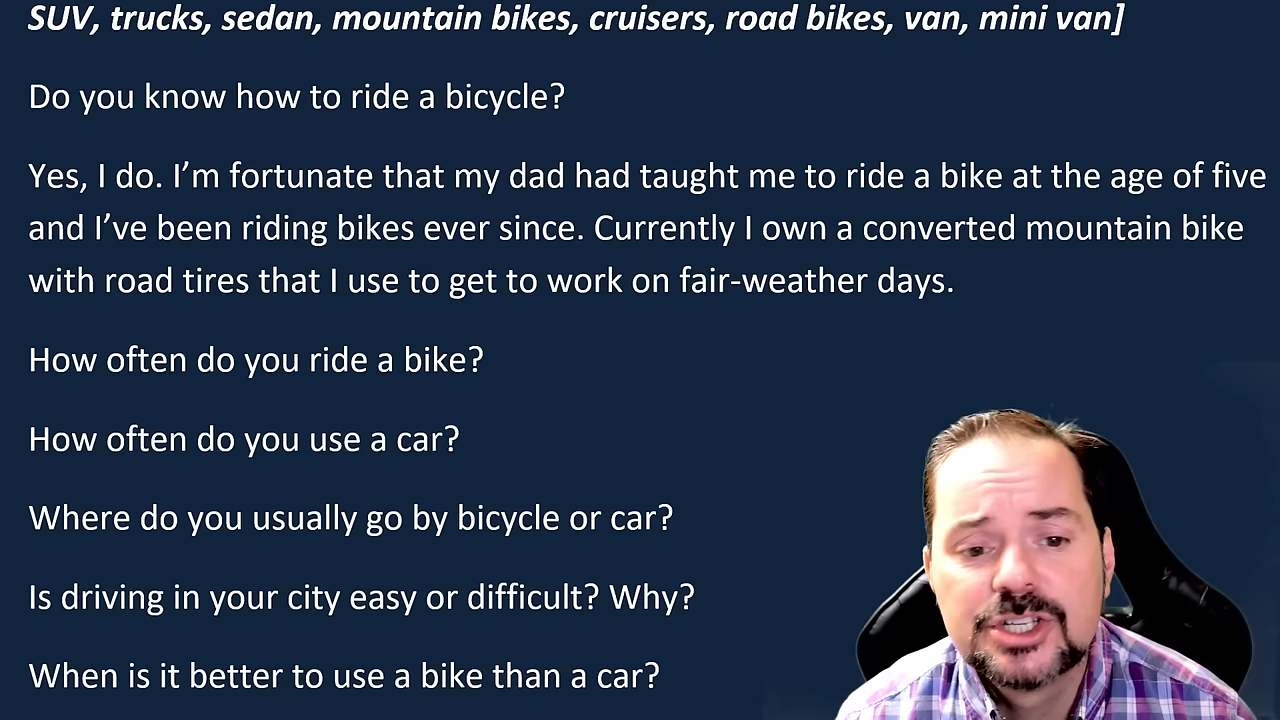 SUV, trucks, sedan, mountain bikes, cruisers, road bikes, van, mini van]
Do you know how to ride a bicycle?
Yes, I do. I’m fortunate that my dad had taught me to ride a bike at the age of five
and I’ve been riding bikes ever since. Currently I own a converted mountain bike
with road tires that I use to get to work on fair-weather days.
How often do you ride a bike?
How often do you use a car?
Where do you usually go by bicycle or car?
Is driving in your city easy or difficult? Why?
When is it better to use a bike than a car?